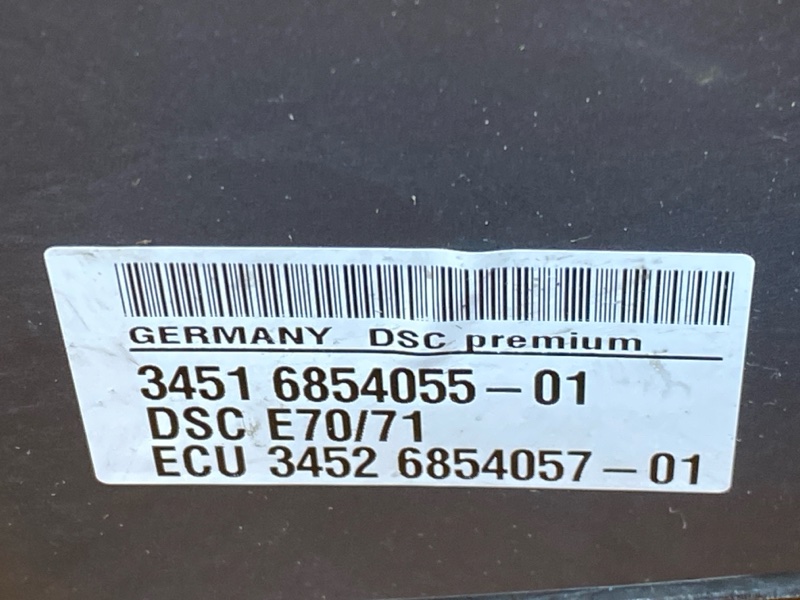 GERMANY DSC premium
3451 6854055-01
DSC E70/71
ECU 3452 6854057-01